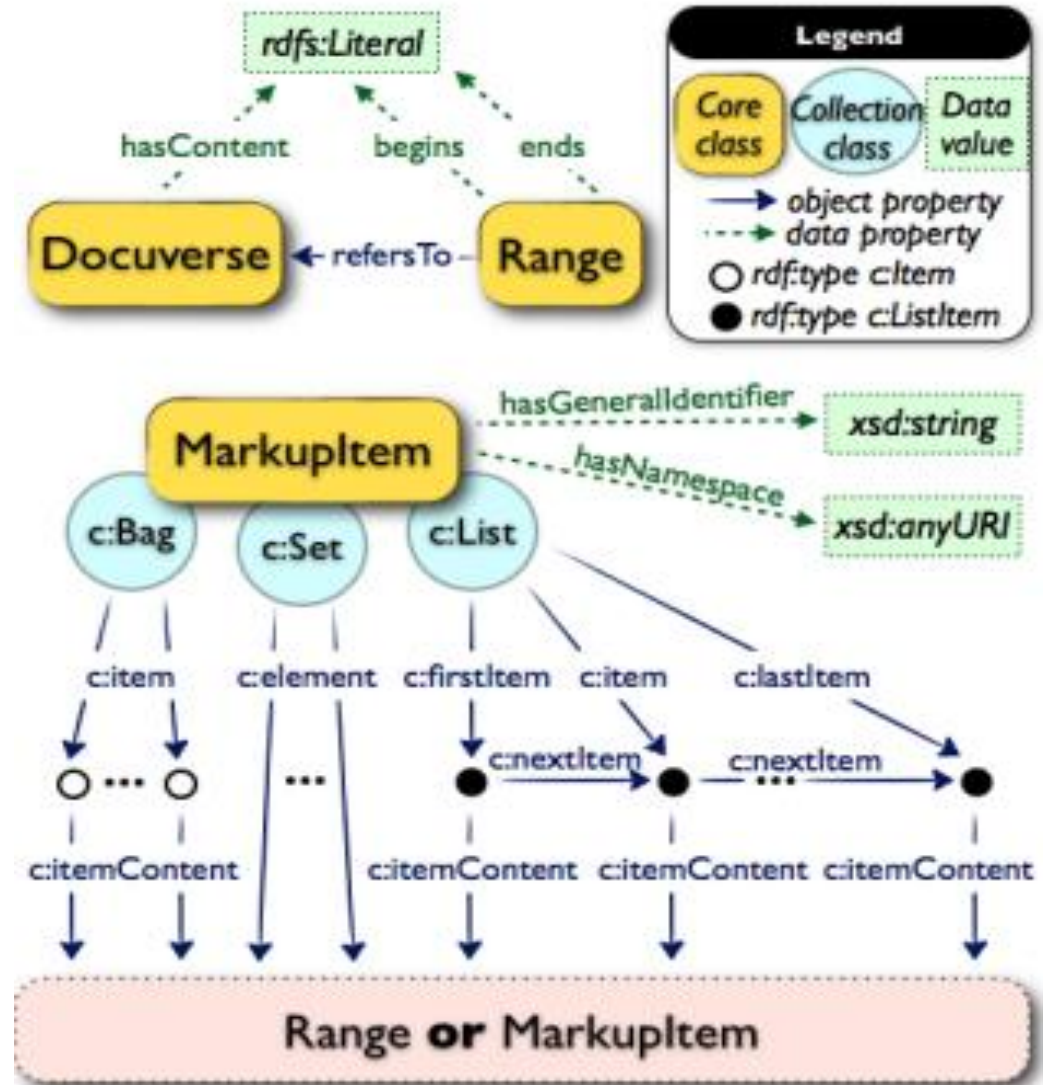 rdfs:Literal
hasContent
begins
ends
Docuverse
refersTo
Range
Legend
Core class
Collection class
Data value
object property
data property
rdf:type c:Item
rdf:type c:ListItem
MarkupItem
hasGeneralIdentifier
xsd:string
hasNamespace
xsd:anyURI
c:Bag
c:Set
c:List
c:item
c:element
c:firstItem
c:item
c:lastItem
...
...
c:nextItem
c:nextItem
...
c:itemContent
c:itemContent
c:itemContent
c:itemContent
Range or MarkupItem